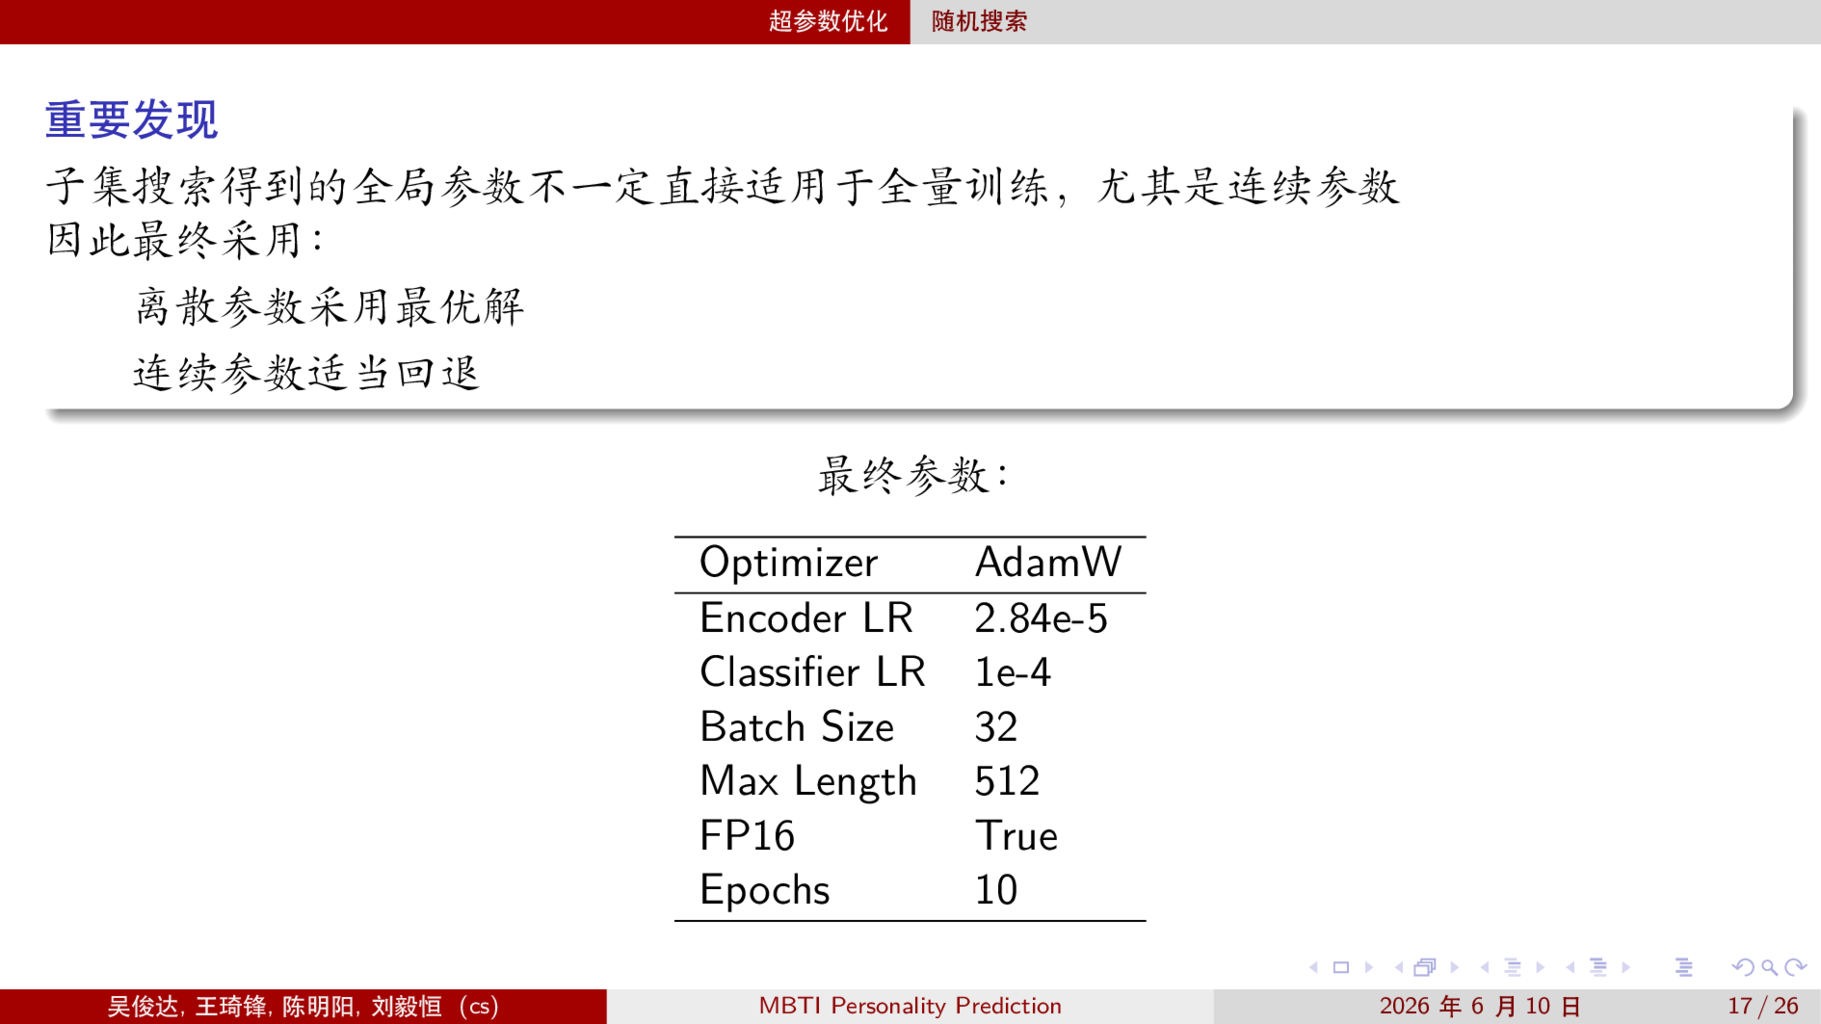 超参数优化 随机搜索
重要发现
子集搜索得到的全局参数不一定直接适用于全量训练，尤其是连续参数
因此最终采用：
离散参数采用最优解
连续参数适当回退
最终参数：
Optimizer AdamW
Encoder LR 2.84e-5
Classifier LR 1e-4
Batch Size 32
Max Length 512
FP16 True
Epochs 10
吴俊达, 王琦锋, 陈明阳, 刘毅恒 (cs) MBTI Personality Prediction 2026 年 6 月 10 日 17 / 26